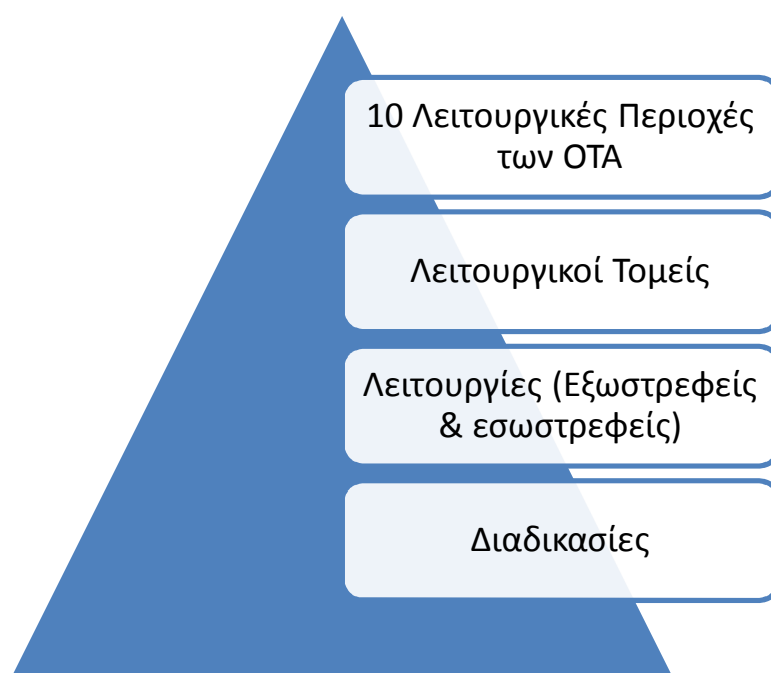 10 Λειτουργικές Περιοχές
των ΟΤΑ
Λειτουργικοί Τομείς
Λειτουργίες (Εξωστρεφείς
& εσωστρεφείς)
Διαδικασίες